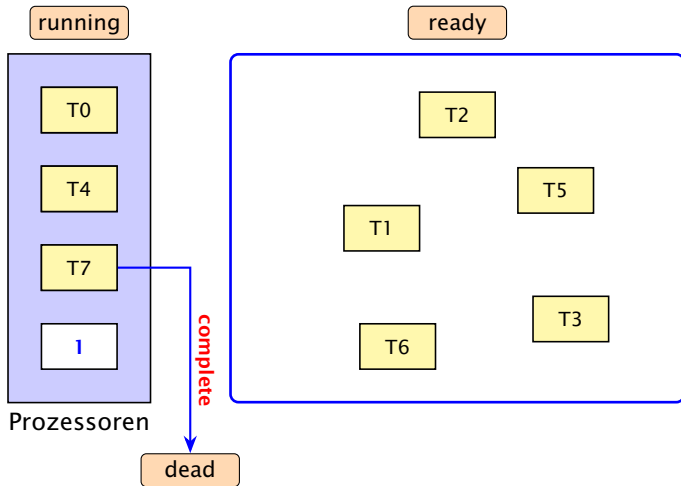 running
ready
T0
T4
T7
1
Prozessoren
T2
T5
T1
T3
T6
complete
dead